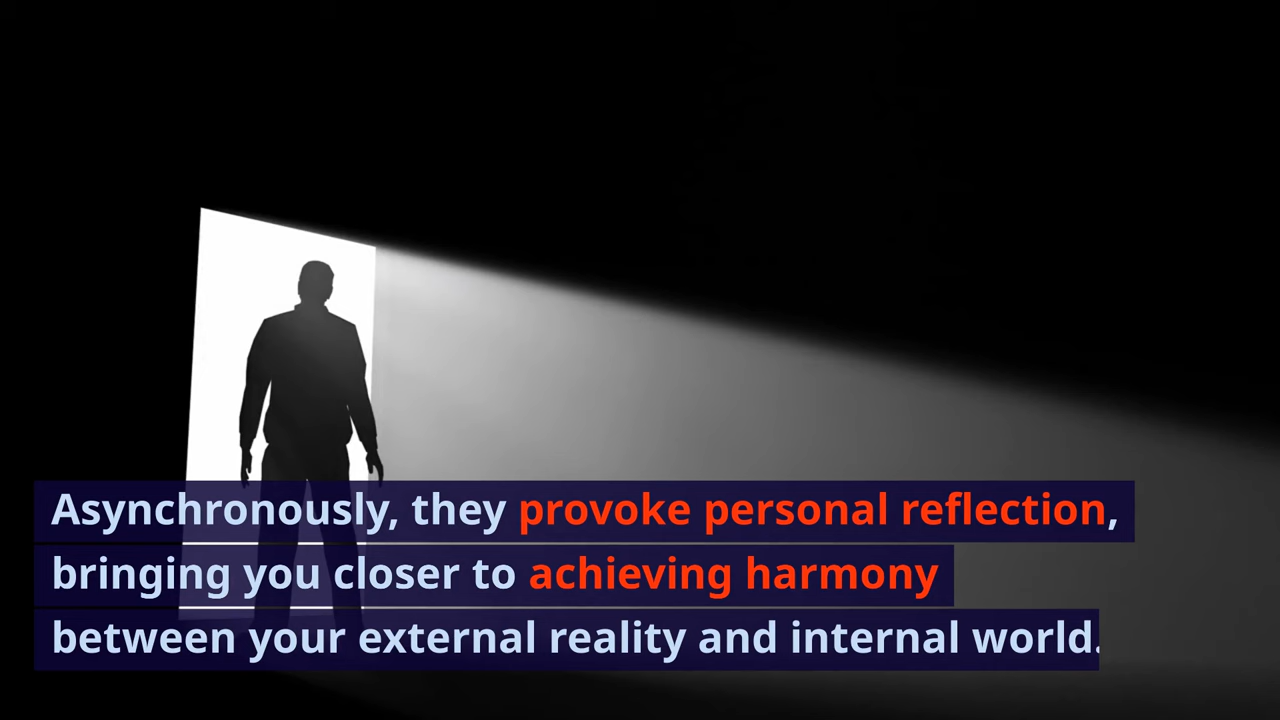 Asynchronously, they provoke personal reflection,
bringing you closer to achieving harmony
between your external reality and internal world.